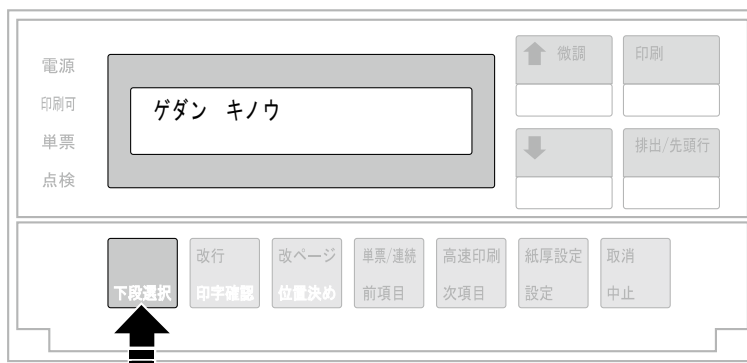 電源
印刷可
単票
点検
ゲダン キノウ
微調
印刷
排出/先頭行
下段選択
改行
印字確認
改ページ
位置決め
単票/連続
前項目
高速印刷
次項目
紙厚設定
設定
取消
中止